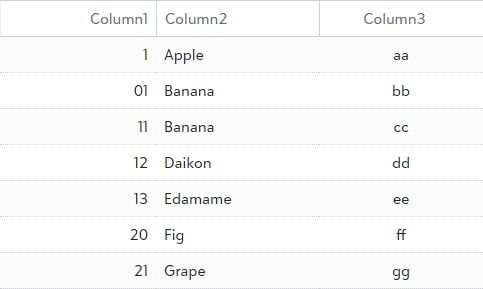 Column1 Column2 Column3
1 Apple aa
01 Banana bb
11 Banana cc
12 Daikon dd
13 Edamame ee
20 Fig ff
21 Grape gg